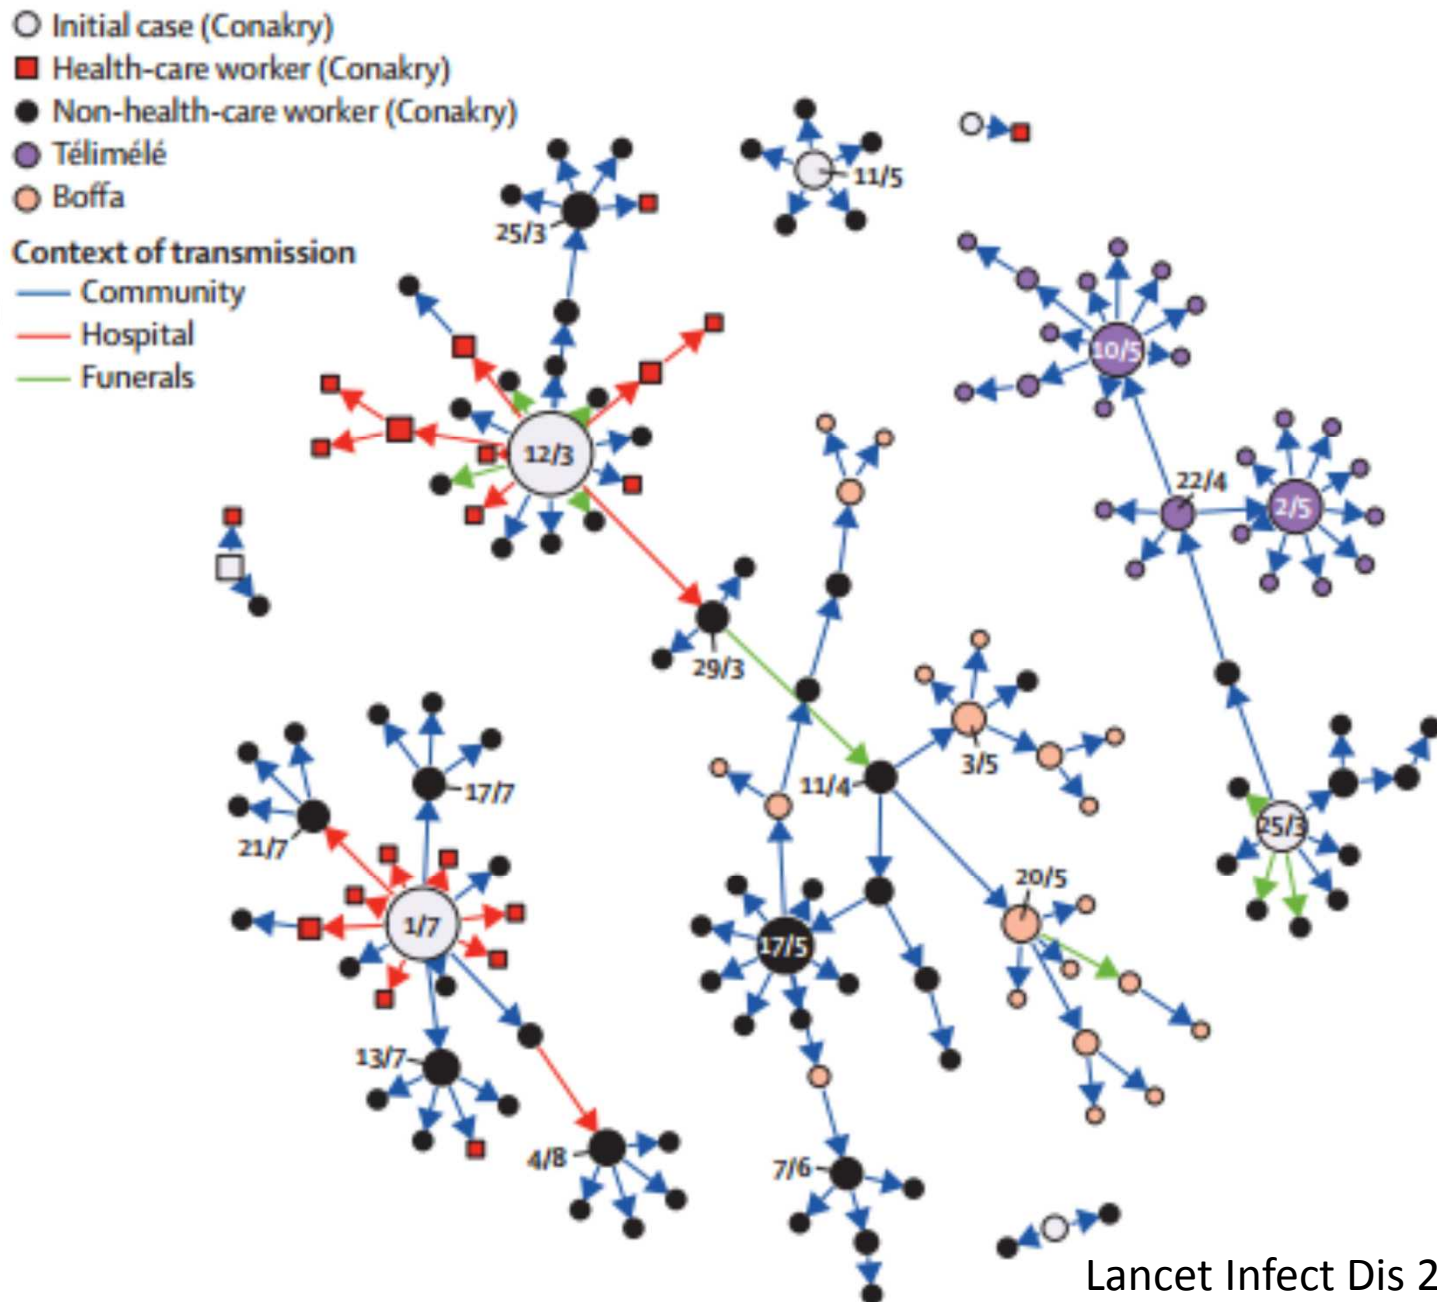 Initial case (Conakry)
Health-care worker (Conakry)
Non-health-care worker (Conakry)
Télimélé
Boffa
Context of transmission
Community
Hospital
Funerals
11/5
25/3
10/5
12/3
22/4
2/5
29/3
3/5
11/4
17/7
21/7
25/3
1/7
20/5
17/5
13/7
4/8
7/6
Lancet Infect Dis 2